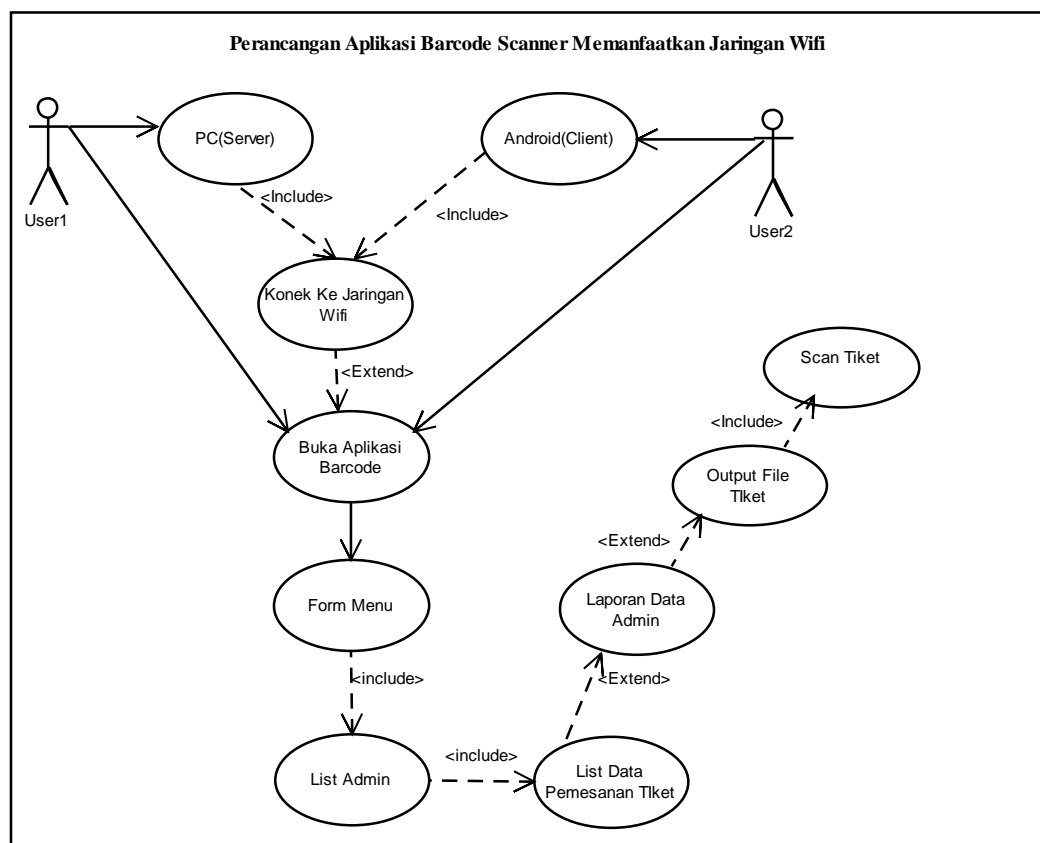 Perancangan Aplikasi Barcode Scanner Memanfaatkan Jaringan Wifi
PC(Server)
Android(Client)
User1
User2
<Include>
<Include>
Konek Ke Jaringan
Wifi
<Extend>
Scan Tiket
<Include>
Buka Aplikasi
Barcode
Output File
TIket
<Extend>
Form Menu
Laporan Data
Admin
<include>
<Extend>
<include>
List Admin
List Data
Pemesanan TIket